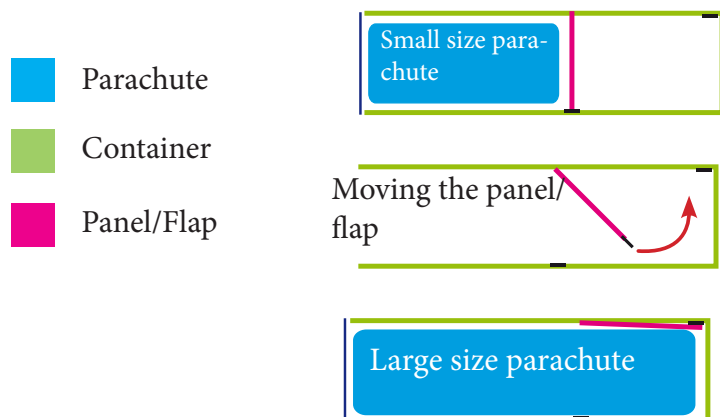 Parachute
Container
Panel/Flap
Small size para-
chute
Moving the panel/
flap
Large size parachute